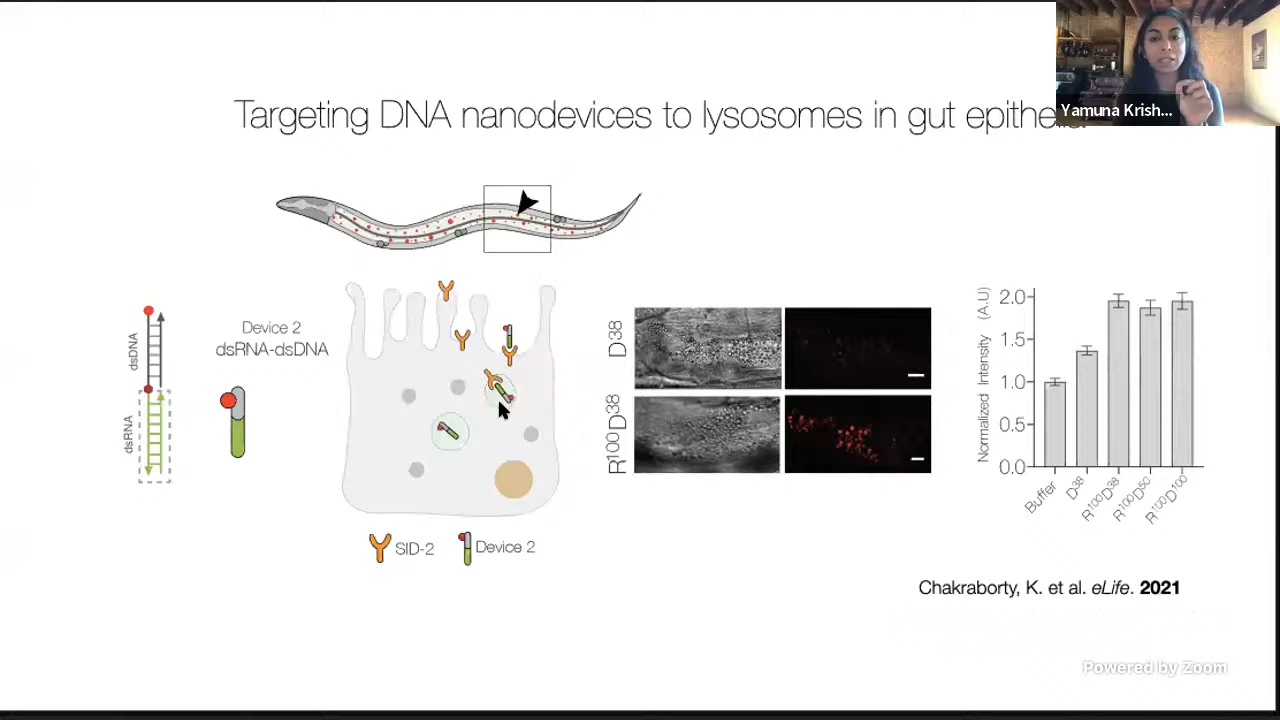 Yamuna Krish...
Targeting DNA nanodevices to lysosomes in gut epithelia
dsDNA
dsRNA
Device 2
dsRNA-dsDNA
SID-2
Device 2
D38
R100D38
Normalized Intensity (A.U)
2.0
1.5
1.0
0.5
0.0
Buffer
D38
R100D38
R100D50
R100D100
Chakraborty, K. et al. eLife. 2021
Powered by Zoom